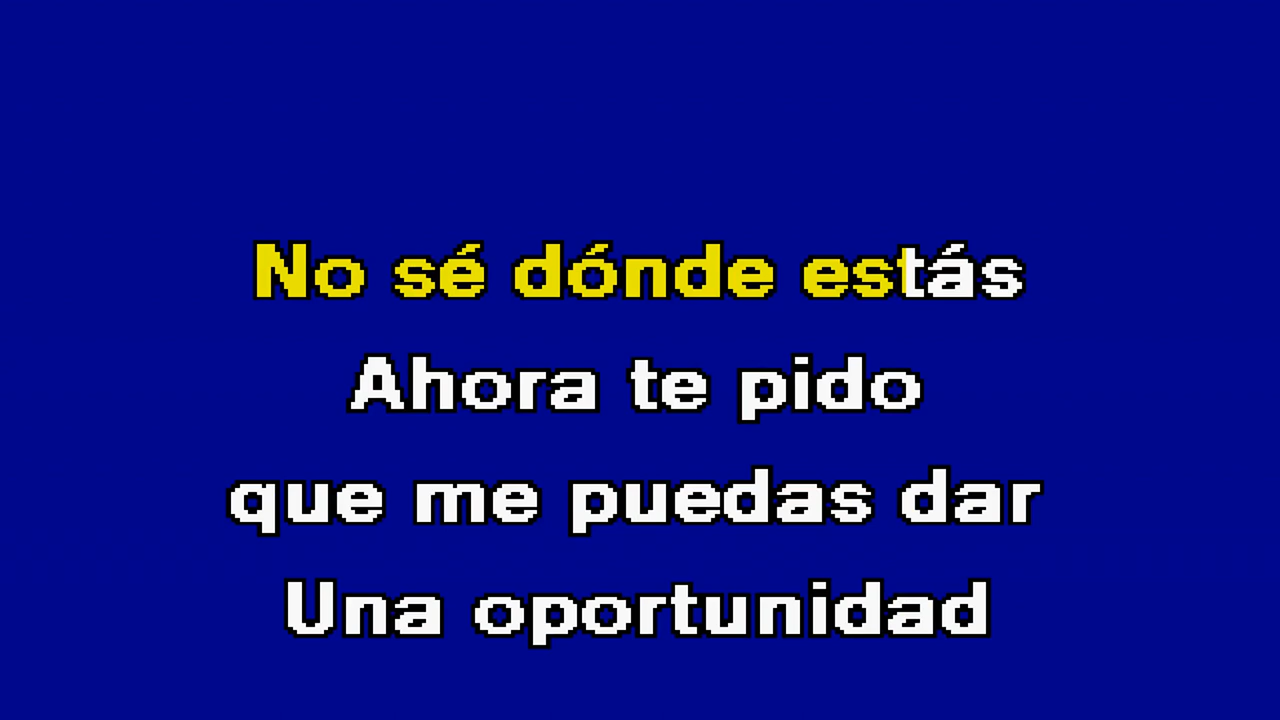 No sé dónde estás
Ahora te pido
que me puedas dar
Una oportunidad